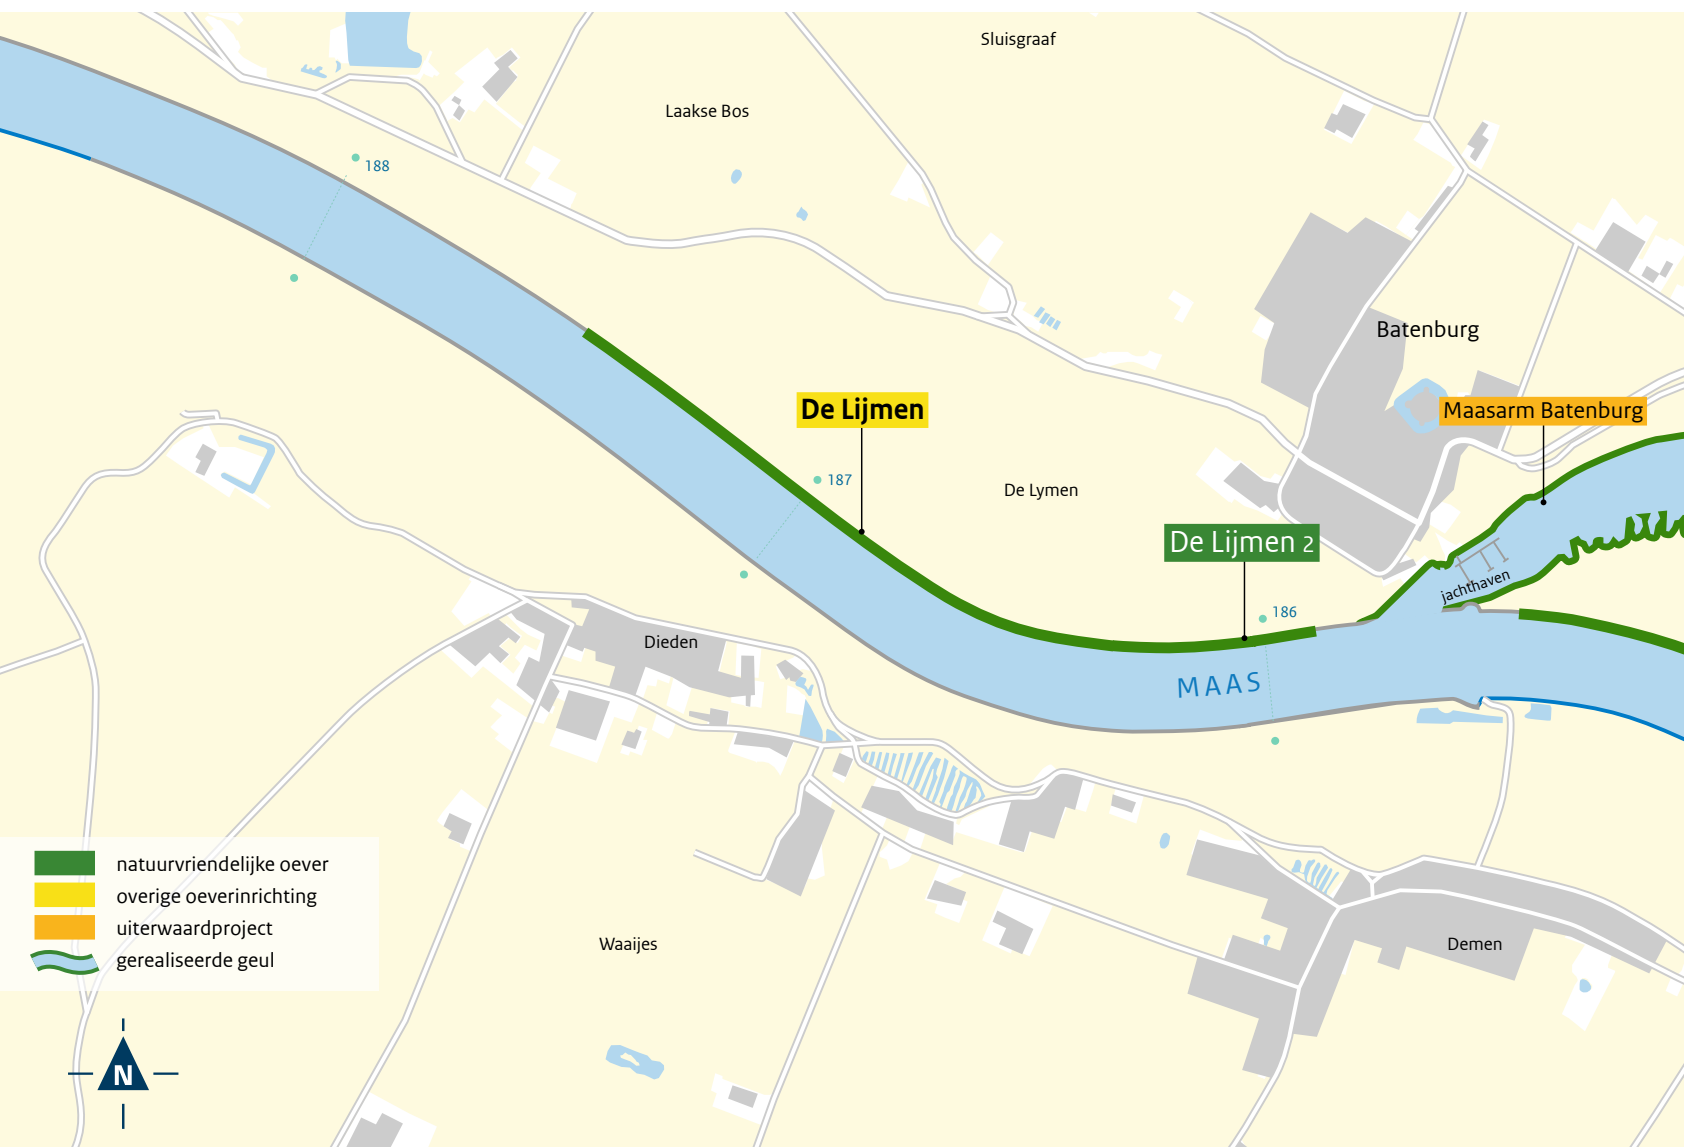 Sluisgraaf
Laakse Bos
188
Batenburg
De Lijmen
Maasarm Batenburg
187
De Lymen
De Lijmen 2
jachthaven
186
Dieden
MAAS
natuurvriendelijke oever
overige oeverinrichting
uiterwaardproject
gerealiseerde geul
Waaijes
Demen
N